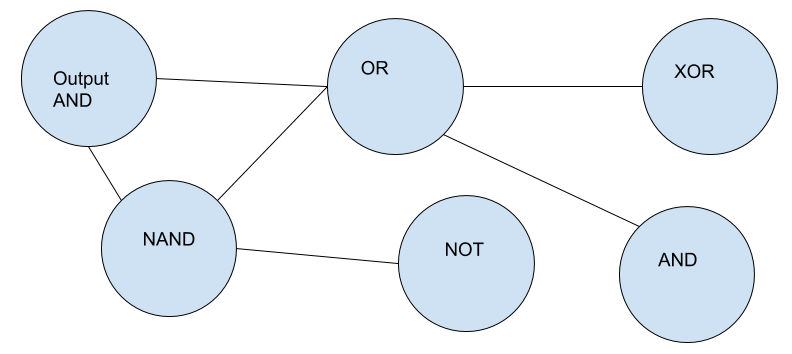 Output
AND
OR
XOR
NAND
NOT
AND